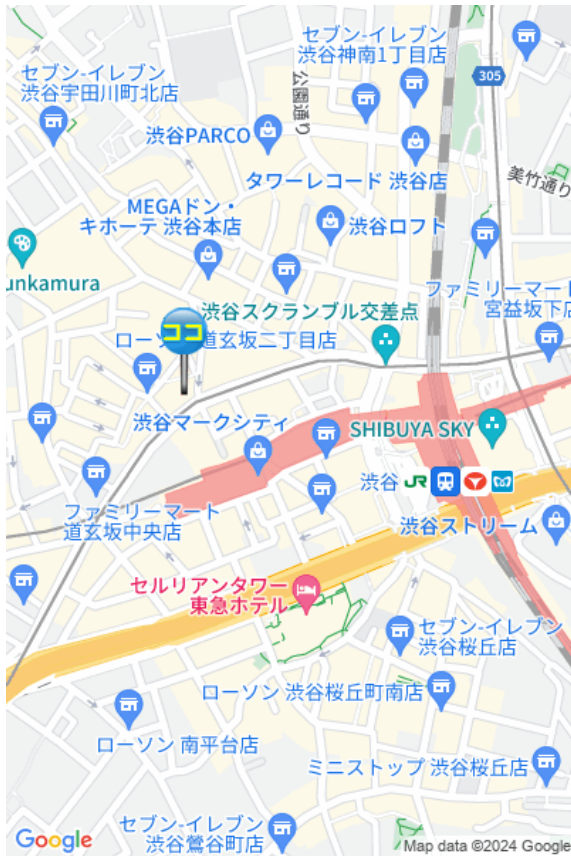 セブン-イレブン
渋谷神南1丁目店
305
セブン-イレブン
渋谷宇田川町北店
公園通り
渋谷PARCO
タワーレコード 渋谷店
美竹通り
MEGAドン・
キホーテ 渋谷本店
渋谷ロフト
unkamura
ファミリーマート
宮益坂下店
渋谷スクランブル交差点
ココ
ローソン 道玄坂二丁目店
渋谷マークシティ
SHIBUYA SKY
渋谷 JR
ファミリーマート
道玄坂中央店
渋谷ストリーム
セルリアンタワー
東急ホテル
セブン-イレブン
渋谷桜丘店
ローソン 渋谷桜丘町南店
ローソン 南平台店
ミニストップ 渋谷桜丘店
セブン-イレブン
渋谷鶯谷町店
Google
Map data ©2024 Google